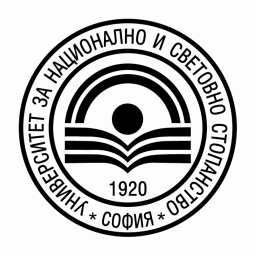 УНИВЕРСИТЕТ ЗА НАЦИОНАЛНО И СВЕТОВНО СТОПАНСТВО
1920
* СОФИЯ *